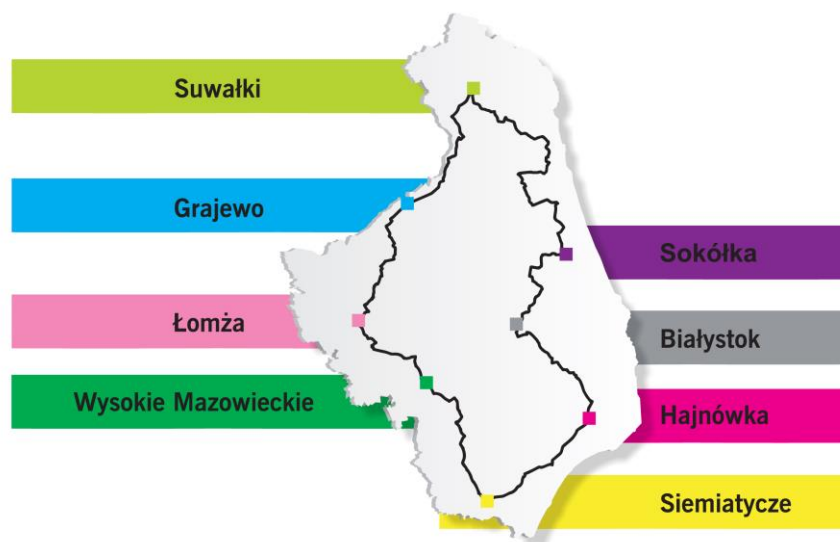 Suwałki
Grajewo
Łomża
Wysokie Mazowieckie
Sokółka
Białystok
Hajnówka
Siemiatycze